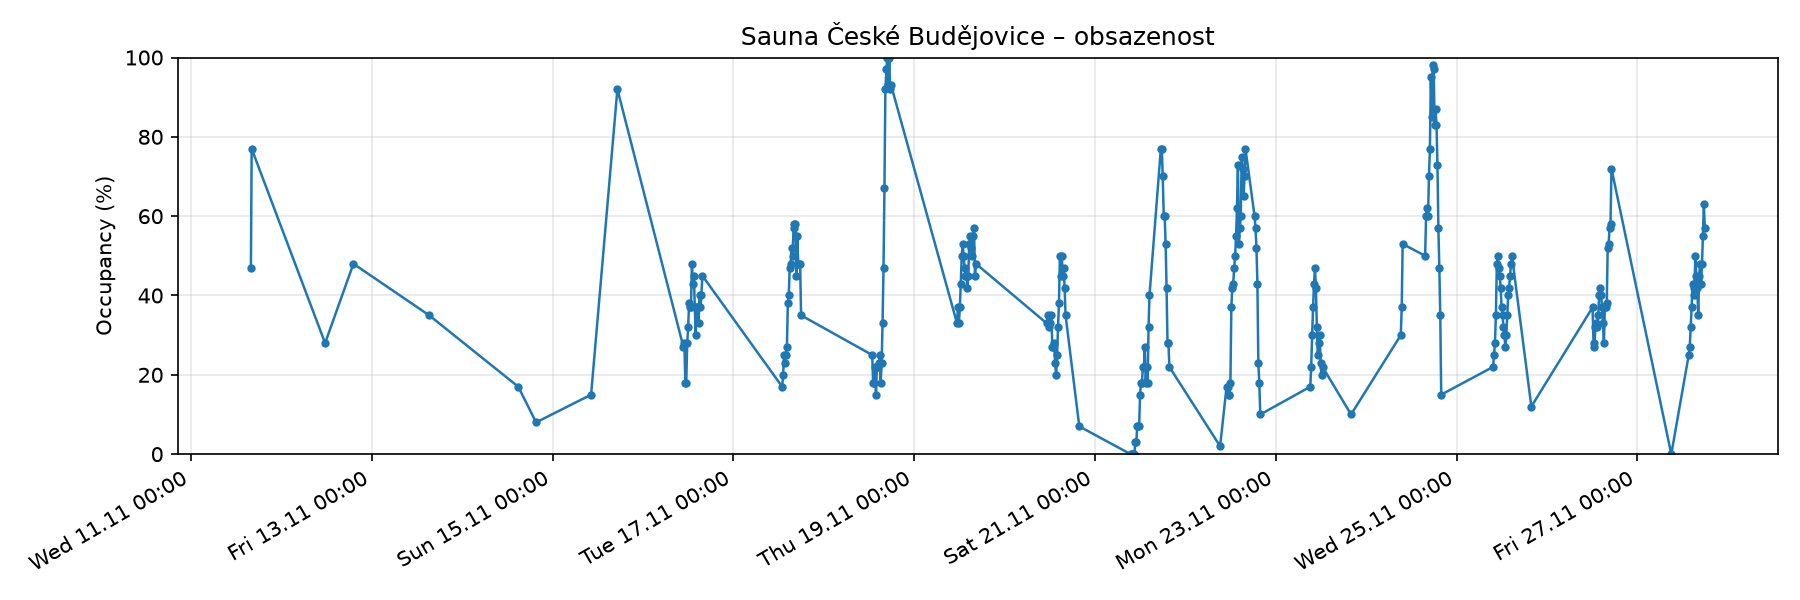 Sauna České Budějovice – obsazenost
Occupancy (%)
100
80
60
40
20
0
Wed 11.11 00:00
Fri 13.11 00:00
Sun 15.11 00:00
Tue 17.11 00:00
Thu 19.11 00:00
Sat 21.11 00:00
Mon 23.11 00:00
Wed 25.11 00:00
Fri 27.11 00:00